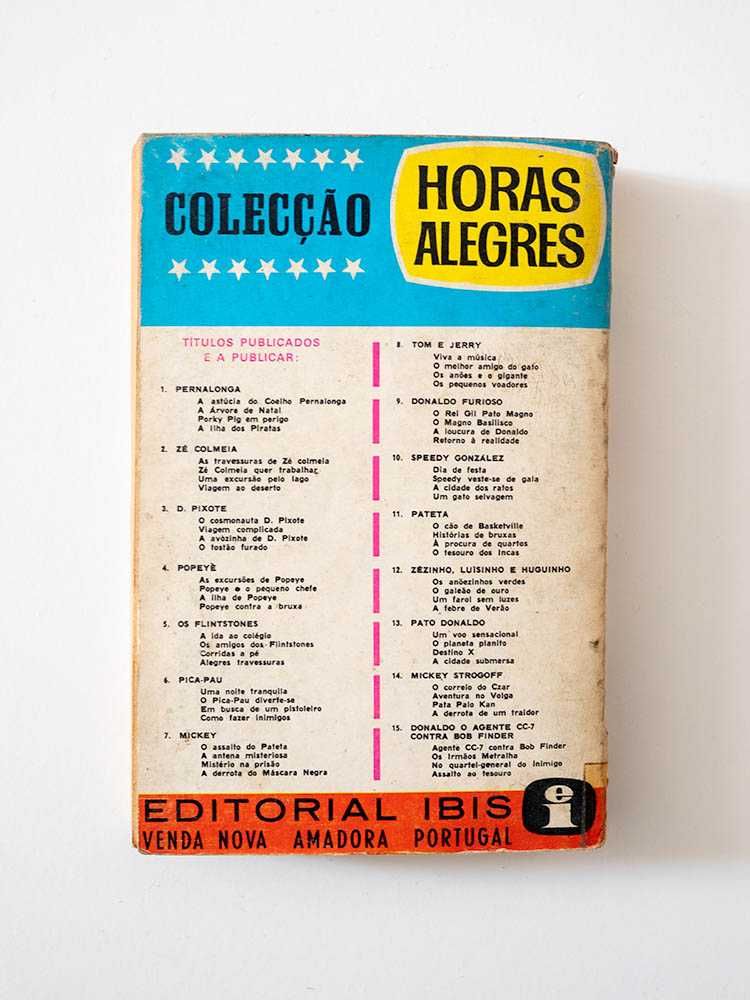 COLECÇÃO
HORAS
ALEGRES
TÍTULOS PUBLICADOS
E A PUBLICAR:
1. PERNALONGA
A astúcia do Coelho Pernalonga
A Árvore de Natal
Porky Pig em perigo
A Ilha dos Piratas
2. ZÉ COLMEIA
As travessuras de Zé colmeia
Zé Colmeia quer trabalhar
Uma excursão pelo lago
Viagem ao deserto
3. D. PIXOTE
O cosmonauta D. Pixote
Viagem complicada
A avòzinha de D. Pixote
O tostão furado
4. POPEYE
As excursões de Popeye
Popeye e o pequeno chefe
A ilha de Popeye
Popeye contra a bruxa
5. OS FLINTSTONES
A ida ao colégio
Os amigos dos Flintstones
Corridas a pé
Alegres travessuras
6. PICA-PAU
Uma noite tranquila
O Pica-Pau diverte-se
Em busca de um pistoleiro
Como fazer inimigos
7. MICKEY
O assalto do Pateta
A antena misteriosa
Mistério na prisão
A derrota do Máscara Negra
8. TOM E JERRY
Viva a música
O melhor amigo do gato
Os anões e o gigante
Os pequenos voadores
9. DONALDO FURIOSO
O Rei Gil Pato Magno
O Magno Basilisco
A loucura de Donaldo
Retorno à realidade
10. SPEEDY GONZALEZ
Dia de festa
Speedy veste-se de gala
A cidade dos ratos
Um gato selvagem
11. PATETA
O cão de Basketville
Histórias de bruxas
À procura de quartos
O tesouro dos Incas
12. ZÈZINHO, LUISINHO E HUGUINHO
Os anõezinhos verdes
O galeão de ouro
Um farol sem luzes
A febre de Verão
13. PATO DONALDO
Um voo sensacional
O planeta planito
Destino X
A cidade submersa
14. MICKEY STROGOFF
O correio do Czar
Aventura no Volga
Pata Palo Kan
A derrota de um traidor
15. DONALDO O AGENTE CC-7
CONTRA BOB FINDER
Agente CC-7 contra Bob Finder
Os Irmãos Metralha
No quartel-general do Inimigo
Assalto ao tesouro
EDITORIAL IBIS
ei
VENDA NOVA AMADORA PORTUGAL